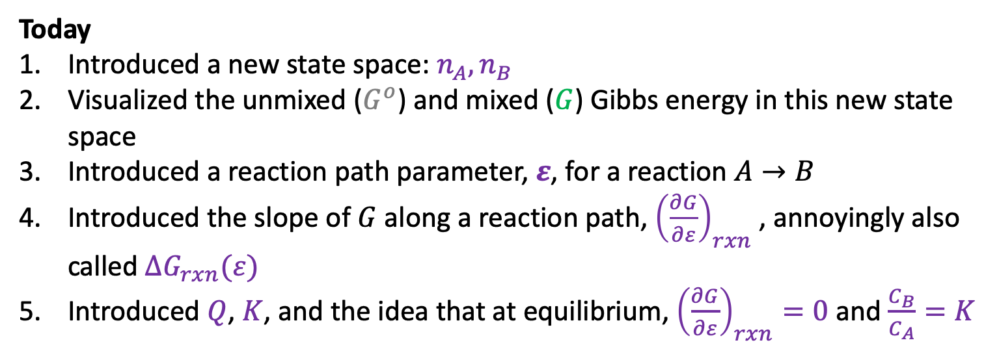 Today
1. Introduced a new state space: $n_A, n_B$
2. Visualized the unmixed ($G^o$) and mixed ($G$) Gibbs energy in this new state
space
3. Introduced a reaction path parameter, $\varepsilon$, for a reaction $A \rightarrow B$
4. Introduced the slope of $G$ along a reaction path, $\left(\frac{\partial G}{\partial \varepsilon}\right)_{rxn}$, annoyingly also
called $\Delta G_{rxn}(\varepsilon)$
5. Introduced $Q$, $K$, and the idea that at equilibrium, $\left(\frac{\partial G}{\partial \varepsilon}\right)_{rxn} = 0$ and $\frac{C_B}{C_A} = K$